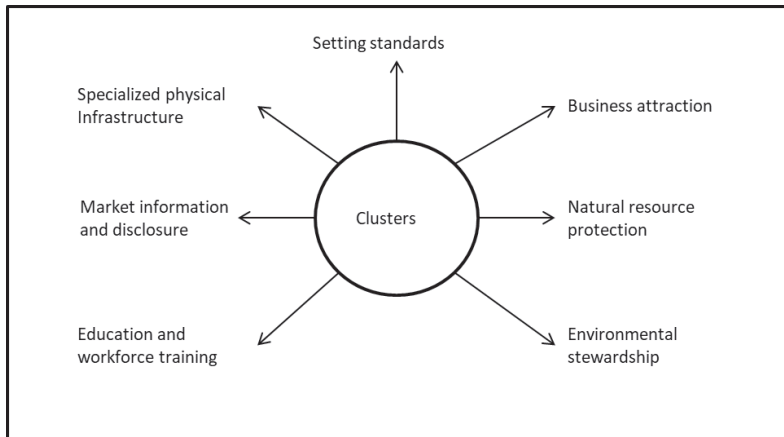 Setting standards
Specialized physical
Infrastructure
Business attraction
Market information
and disclosure
Clusters
Natural resource
protection
Education and
workforce training
Environmental
stewardship